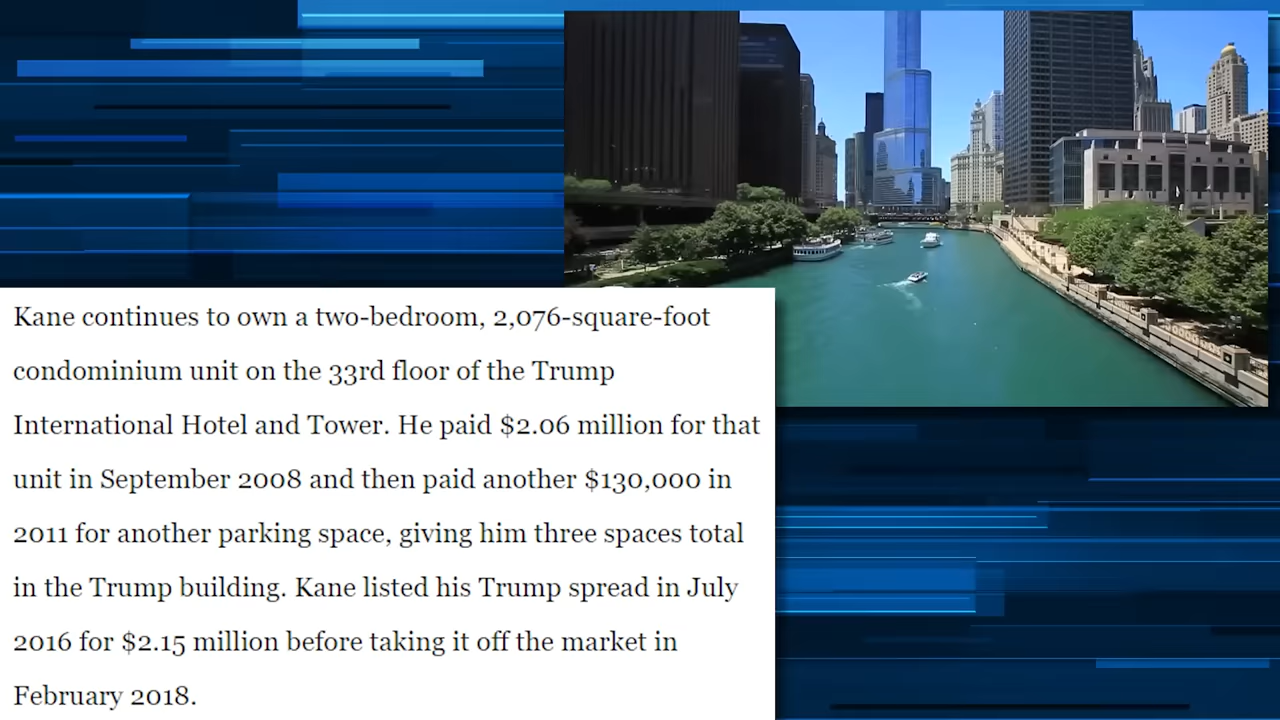 Kane continues to own a two-bedroom, 2,076-square-foot
condominium unit on the 33rd floor of the Trump
International Hotel and Tower. He paid $2.06 million for that
unit in September 2008 and then paid another $130,000 in
2011 for another parking space, giving him three spaces total
in the Trump building. Kane listed his Trump spread in July
2016 for $2.15 million before taking it off the market in
February 2018.